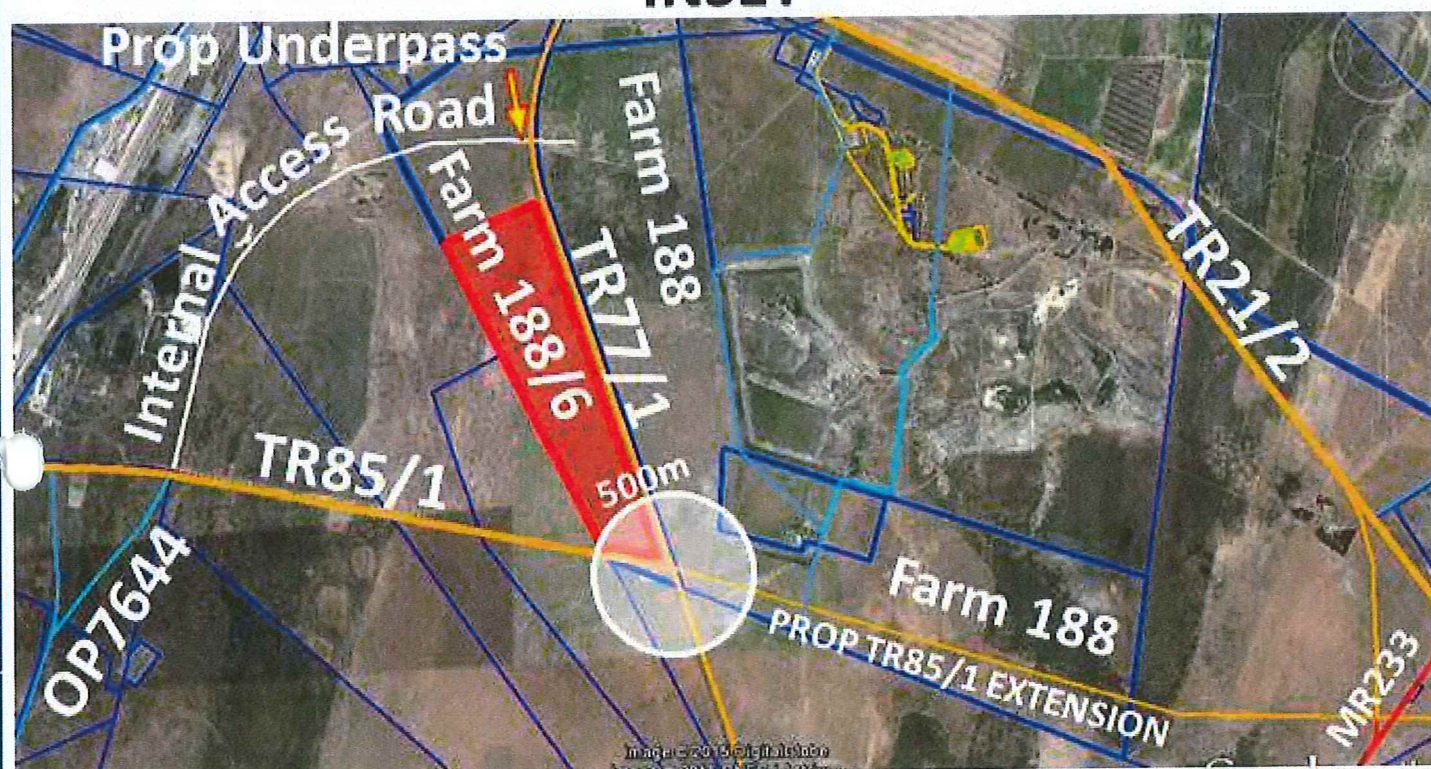 Prop Underpass
Internal Access Road
Farm 188
Farm 188/6
TR77/1
TR21/2
TR85/1
500m
OP7644
Farm 188
PROP TR85/1 EXTENSION
MR233